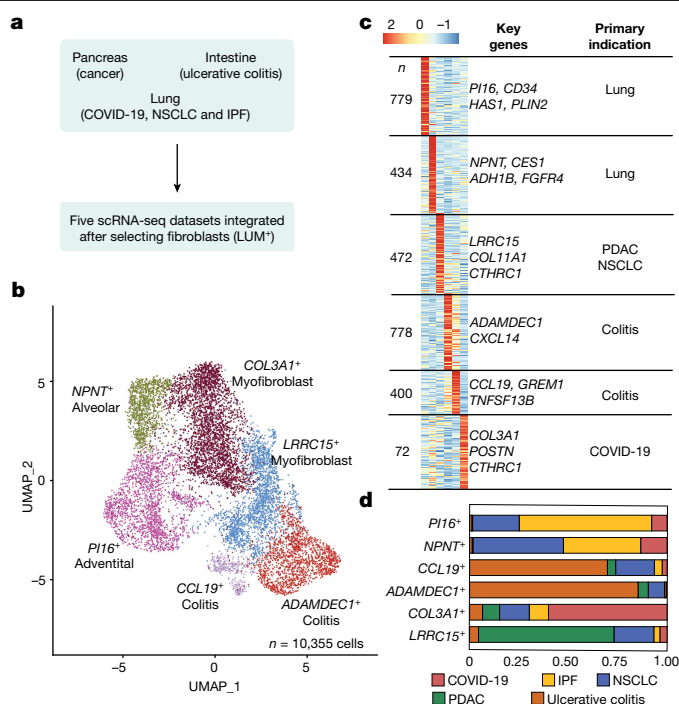 a
Pancreas
(cancer)
Intestine
(ulcerative colitis)
Lung
(COVID-19, NSCLC and IPF)
Five scRNA-seq datasets integrated
after selecting fibroblasts (LUM⁺)
b
COL3A1⁺
Myofibroblast
NPNT⁺
Alveolar
LRRC15⁺
Myofibroblast
PI16⁺
Adventital
CCL19⁺
Colitis
ADAMDEC1⁺
Colitis
n = 10,355 cells
5
0
−5
UMAP_2
−5 0 5
UMAP_1
c
2 0 −1
Key
genes
Primary
indication
n
779
PI16, CD34
HAS1, PLIN2
Lung
434
NPNT, CES1
ADH1B, FGFR4
Lung
472
LRRC15
COL11A1
CTHRC1
PDAC
NSCLC
778
ADAMDEC1
CXCL14
Colitis
400
CCL19, GREM1
TNFSF13B
Colitis
72
COL3A1
POSTN
CTHRC1
COVID-19
d
PI16⁺
NPNT⁺
CCL19⁺
ADAMDEC1⁺
COL3A1⁺
LRRC15⁺
0 0.25 0.50 0.75 1.00
COVID-19 IPF NSCLC
PDAC Ulcerative colitis